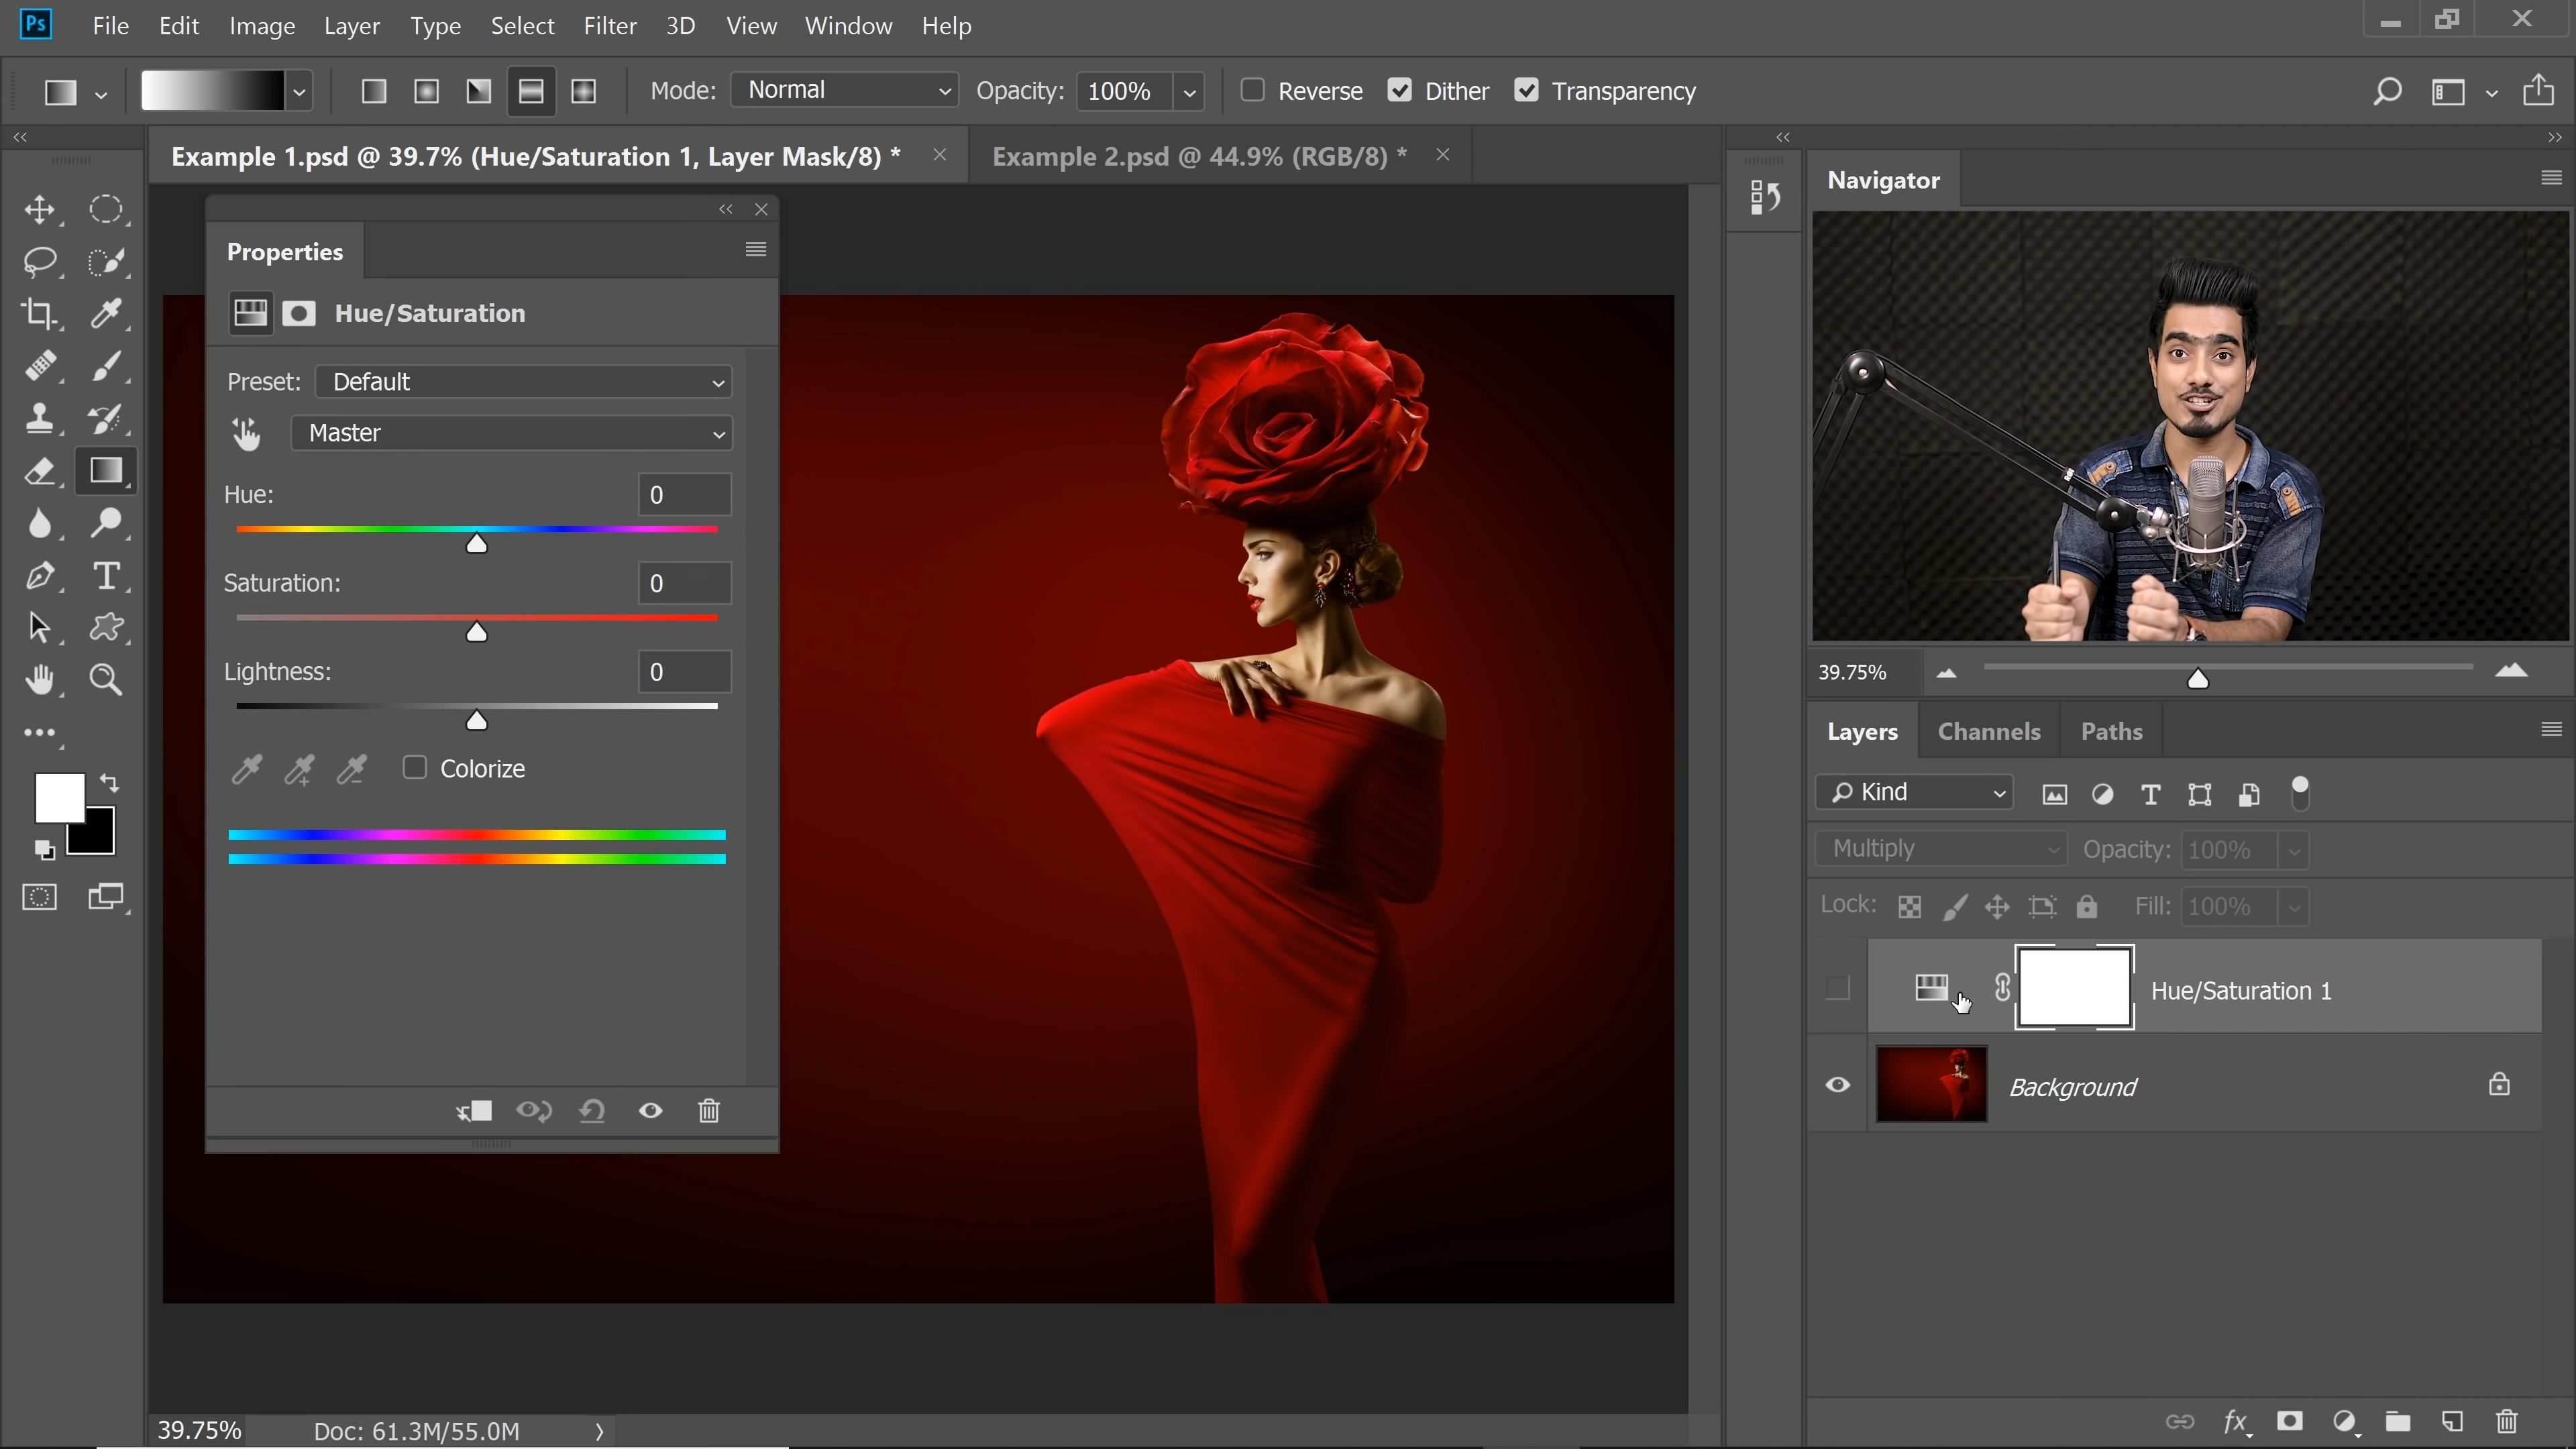 Ps File Edit Image Layer Type Select Filter 3D View Window Help
Mode: Normal Opacity: 100% Reverse Dither Transparency
Example 1.psd @ 39.7% (Hue/Saturation 1, Layer Mask/8) * Example 2.psd @ 44.9% (RGB/8) *
Properties
Hue/Saturation
Preset: Default
Master
Hue: 0
Saturation: 0
Lightness: 0
Colorize
39.75% Doc: 61.3M/55.0M
Navigator
39.75%
Layers Channels Paths
Kind
Multiply Opacity: 100%
Lock: Fill: 100%
Hue/Saturation 1
Background
fx